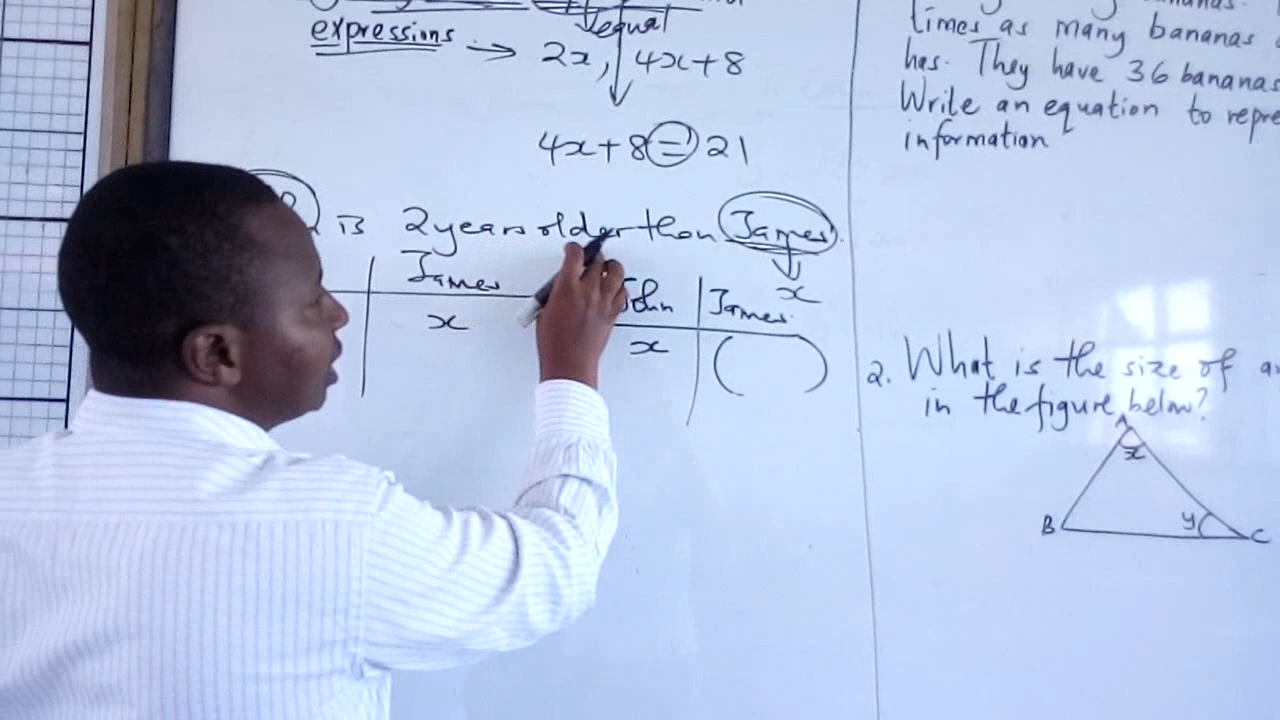 equal
expressions → 2x, 4x+8
4x+8 = 21
is 2 years older than James.
x
James
x
John James
x ( )
times as many bananas
has. They have 36 bananas
Write an equation to repre
information
2. What is the size of
in the figure below?
A
x
B y C